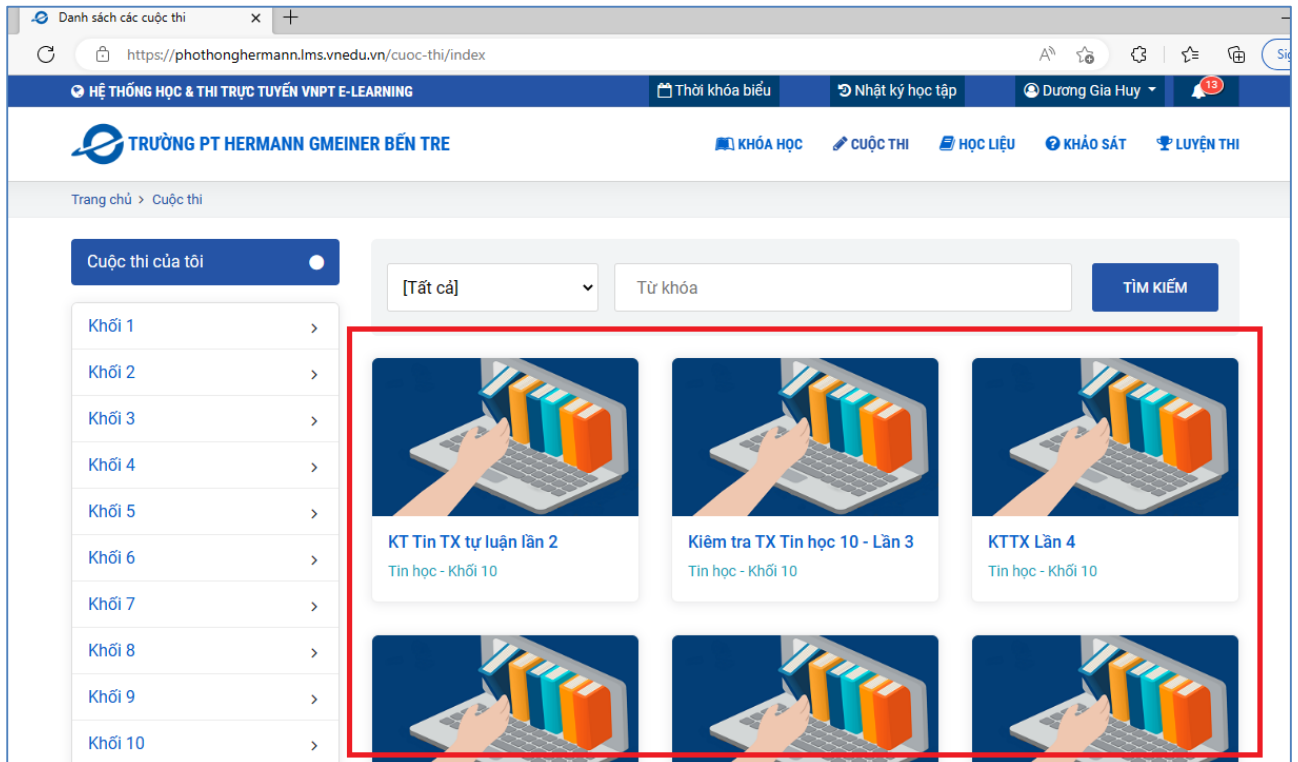 Danh sách các cuộc thi
https://phothonghermann.lms.vnedu.vn/cuoc-thi/index
HỆ THỐNG HỌC & THI TRỰC TUYẾN VNPT E-LEARNING
Thời khóa biểu
Nhật ký học tập
Dương Gia Huy
13
TRƯỜNG PT HERMANN GMEINER BẾN TRE
KHÓA HỌC
CUỘC THI
HỌC LIỆU
KHẢO SÁT
LUYỆN THI
Trang chủ > Cuộc thi
Cuộc thi của tôi
[Tất cả]
Từ khóa
TÌM KIẾM
Khối 1
Khối 2
Khối 3
Khối 4
Khối 5
Khối 6
Khối 7
Khối 8
Khối 9
Khối 10
KT Tin TX tự luận lần 2
Tin học - Khối 10
Kiêm tra TX Tin học 10 - Lần 3
Tin học - Khối 10
KTTX Lần 4
Tin học - Khối 10